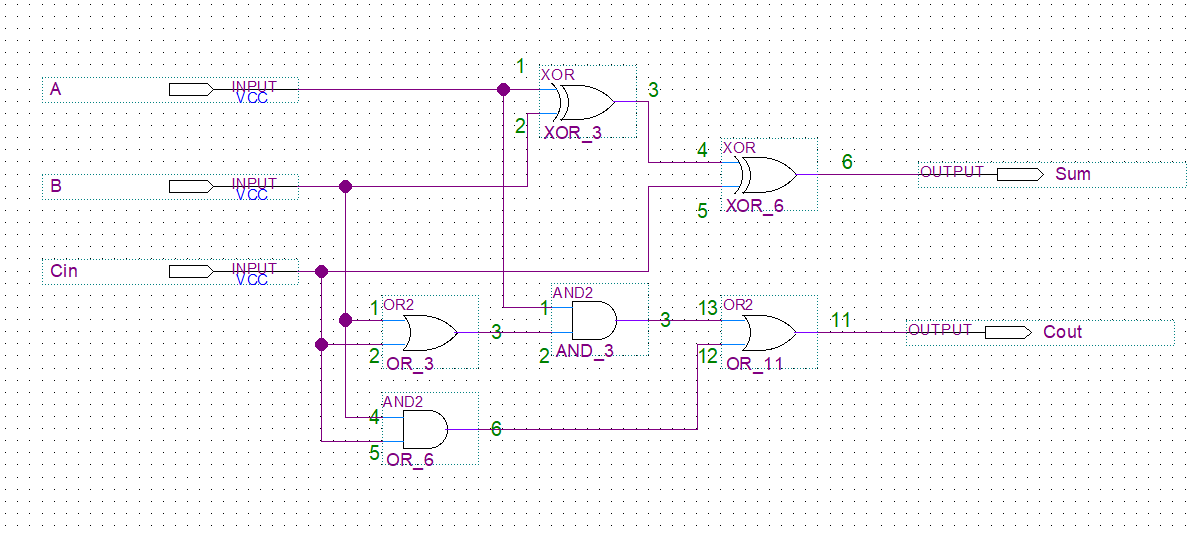 A INPUT VCC
B INPUT VCC
Cin INPUT VCC
1 XOR 3
2 XOR_3
4 XOR 6
5 XOR_6
OUTPUT Sum
1 OR2 3
2 OR_3
1 AND2 3
2 AND_3
13 OR2 11
12 OR_11
OUTPUT Cout
AND2
4 6
5 OR_6